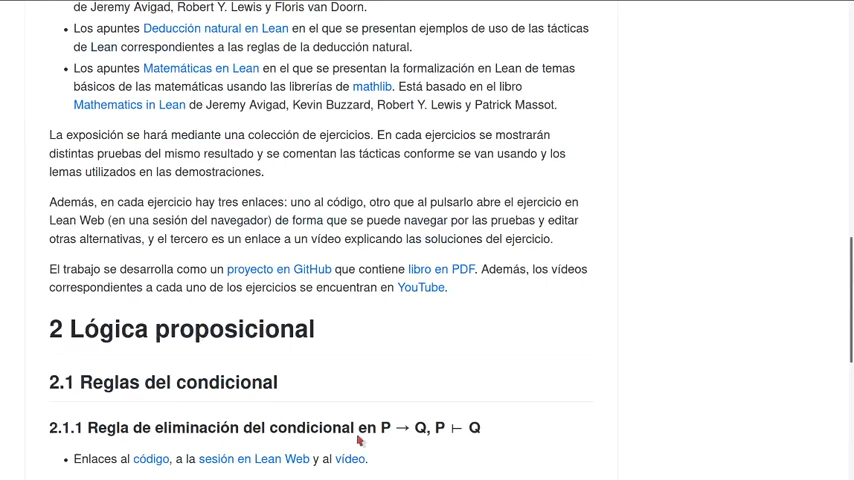 de Jeremy Avigad, Robert Y. Lewis y Floris van Doorn.
• Los apuntes Deducción natural en Lean en el que se presentan ejemplos de uso de las tácticas
de Lean correspondientes a las reglas de la deducción natural.
• Los apuntes Matemáticas en Lean en el que se presentan la formalización en Lean de temas
básicos de las matemáticas usando las librerías de mathlib. Está basado en el libro
Mathematics in Lean de Jeremy Avigad, Kevin Buzzard, Robert Y. Lewis y Patrick Massot.
La exposición se hará mediante una colección de ejercicios. En cada ejercicios se mostrarán
distintas pruebas del mismo resultado y se comentan las tácticas conforme se van usando y los
lemas utilizados en las demostraciones.
Además, en cada ejercicio hay tres enlaces: uno al código, otro que al pulsarlo abre el ejercicio en
Lean Web (en una sesión del navegador) de forma que se puede navegar por las pruebas y editar
otras alternativas, y el tercero es un enlace a un vídeo explicando las soluciones del ejercicio.
El trabajo se desarrolla como un proyecto en GitHub que contiene libro en PDF. Además, los vídeos
correspondientes a cada uno de los ejercicios se encuentran en YouTube.
2 Lógica proposicional
2.1 Reglas del condicional
2.1.1 Regla de eliminación del condicional en P → Q, P ⊢ Q
• Enlaces al código, a la sesión en Lean Web y al vídeo.